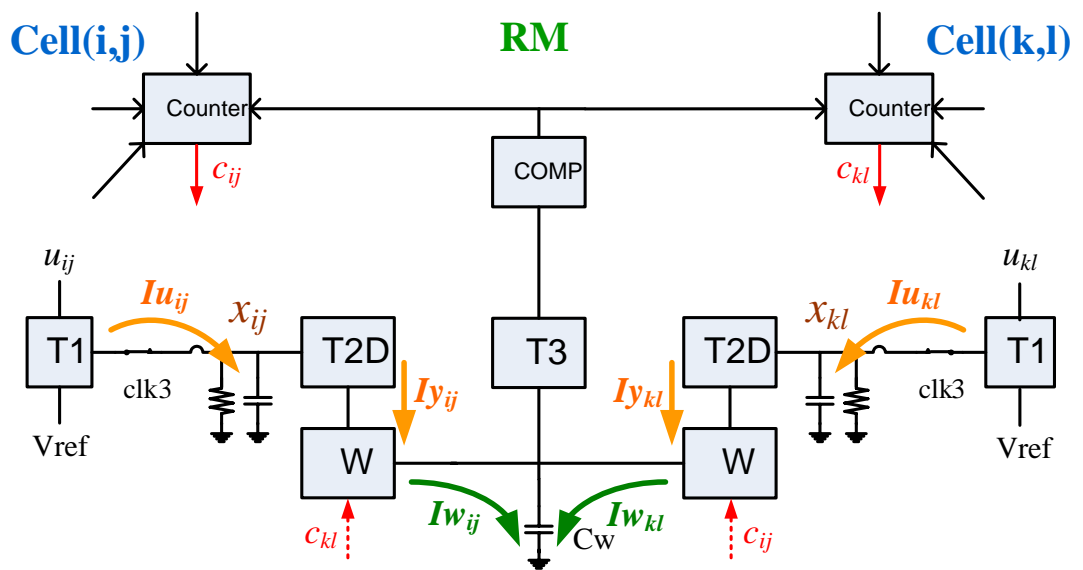 Cell(i,j)
RM
Cell(k,l)
Counter
Counter
COMP
c_ij
c_kl
u_ij
u_kl
Iu_ij
Iu_kl
x_ij
x_kl
T1
T2D
T3
T2D
T1
clk3
clk3
Iy_ij
Iy_kl
Vref
Vref
W
W
Iw_ij
Iw_kl
Cw
c_kl
c_ij